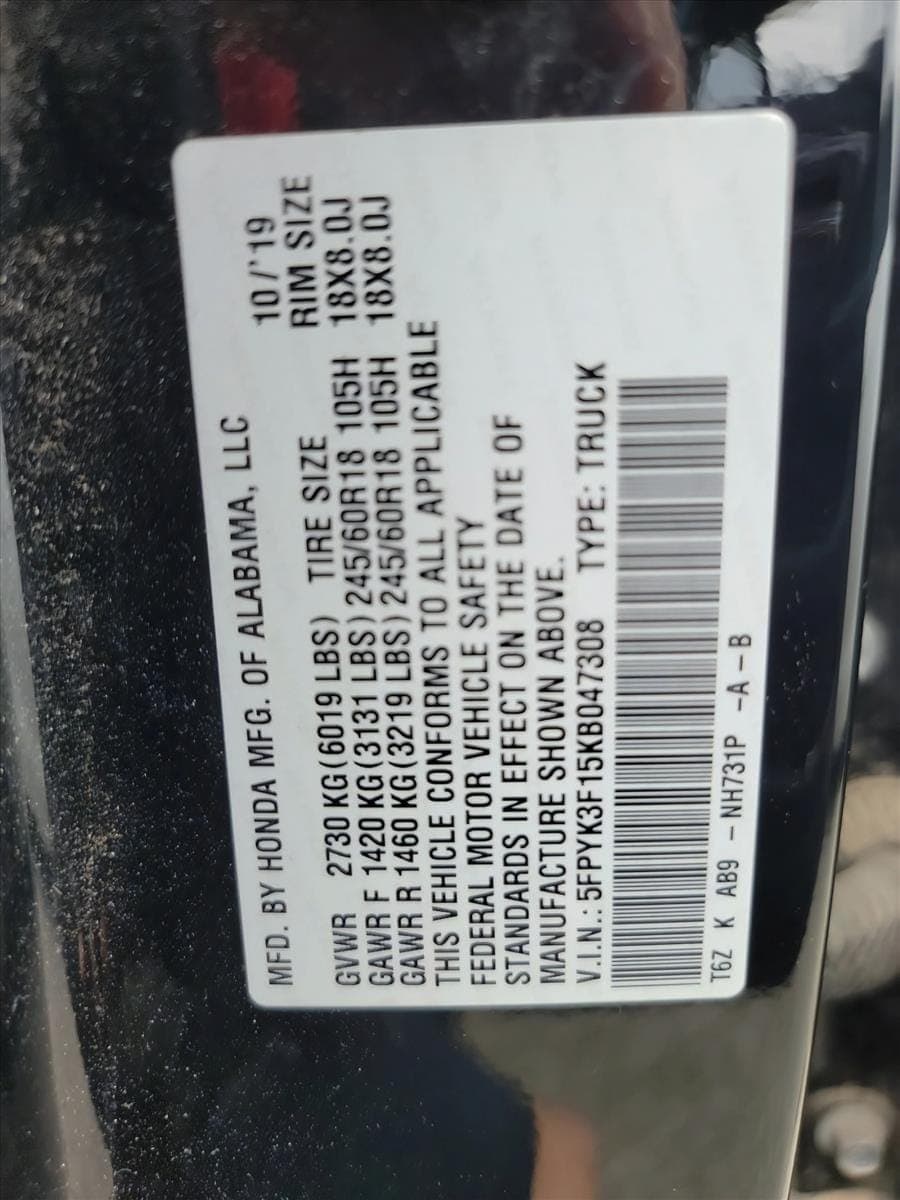 MFD. BY HONDA MFG. OF ALABAMA, LLC 10/'19
TIRE SIZE RIM SIZE
GVWR 2730 KG (6019 LBS)
GAWR F 1420 KG (3131 LBS) 245/60R18 105H 18X8.0J
GAWR R 1460 KG (3219 LBS) 245/60R18 105H 18X8.0J
THIS VEHICLE CONFORMS TO ALL APPLICABLE
FEDERAL MOTOR VEHICLE SAFETY
STANDARDS IN EFFECT ON THE DATE OF
MANUFACTURE SHOWN ABOVE.
V.I.N.: 5FPYK3F15KB047308 TYPE: TRUCK
T6Z K AB9 - NH731P -A-B